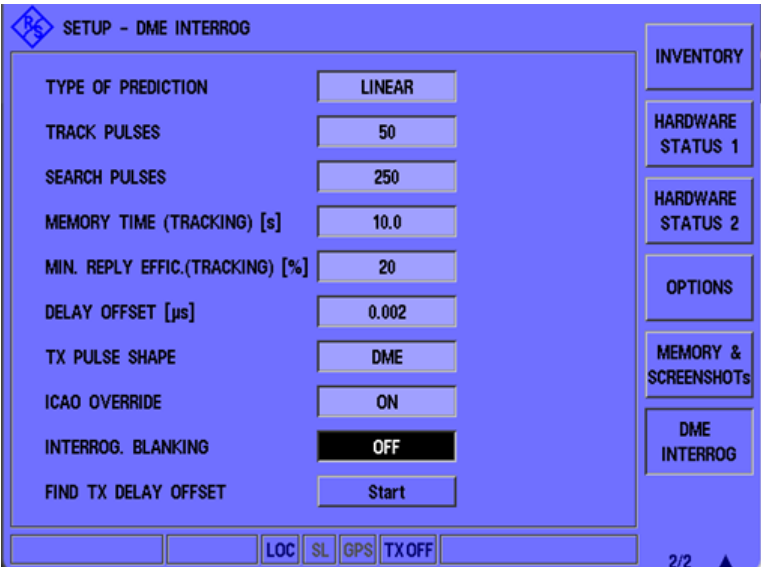 R&S SETUP - DME INTERROG
TYPE OF PREDICTION LINEAR
TRACK PULSES 50
SEARCH PULSES 250
MEMORY TIME (TRACKING) [s] 10.0
MIN. REPLY EFFIC.(TRACKING) [%] 20
DELAY OFFSET [µs] 0.002
TX PULSE SHAPE DME
ICAO OVERRIDE ON
INTERROG. BLANKING OFF
FIND TX DELAY OFFSET Start
LOC SL GPS TX OFF
INVENTORY
HARDWARE
STATUS 1
HARDWARE
STATUS 2
OPTIONS
MEMORY &
SCREENSHOTs
DME
INTERROG
2/2 ▲